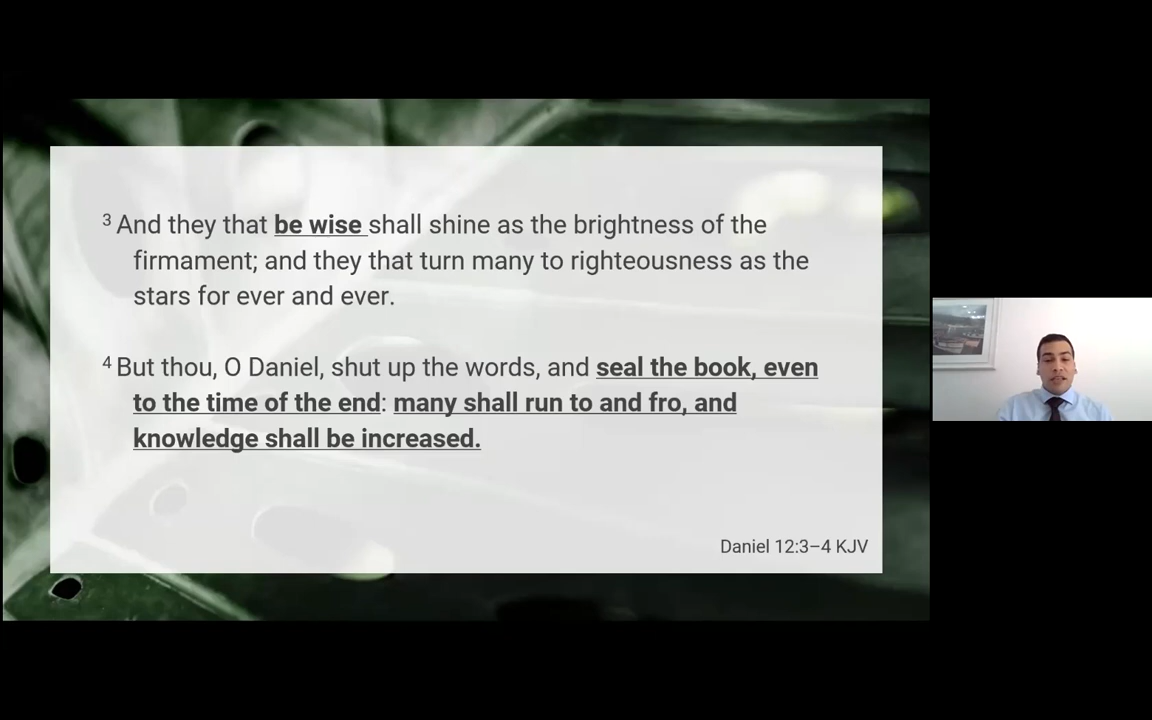 3 And they that be wise shall shine as the brightness of the
firmament; and they that turn many to righteousness as the
stars for ever and ever.
4 But thou, O Daniel, shut up the words, and seal the book, even
to the time of the end: many shall run to and fro, and
knowledge shall be increased.
Daniel 12:3–4 KJV